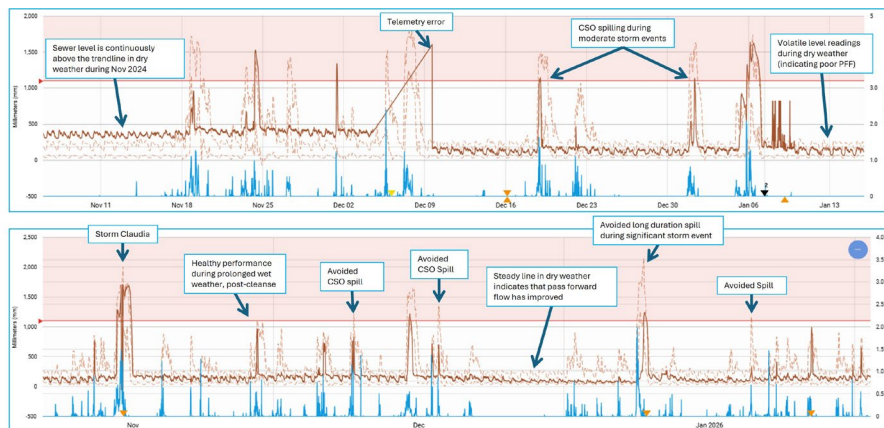 Telemetry error
CSO spilling during
moderate storm events
Sewer level is continuously
above the trendline in dry
weather during Nov 2024
Volatile level readings
during dry weather
(indicating poor PFF)
Millimeters (mm)
2,000
1,500
1,000
500
0
-500
5
4
3
2
1
0
2
Nov 11
Nov 18
Nov 25
Dec 02
Dec 09
Dec 16
Dec 23
Dec 30
Jan 06
Jan 13
Storm Claudia
Healthy performance
during prolonged wet
weather, post-cleanse
Avoided
CSO spill
Avoided
CSO Spill
Steady line in dry weather
indicates that pass forward
flow has improved
Avoided long duration spill
during significant storm event
Avoided Spill
Millimeters (mm)
2,500
2,000
1,500
1,000
500
0
-500
4.0
3.5
3.0
2.5
2.0
1.5
1.0
0.5
0.0
Nov
Dec
Jan 2026